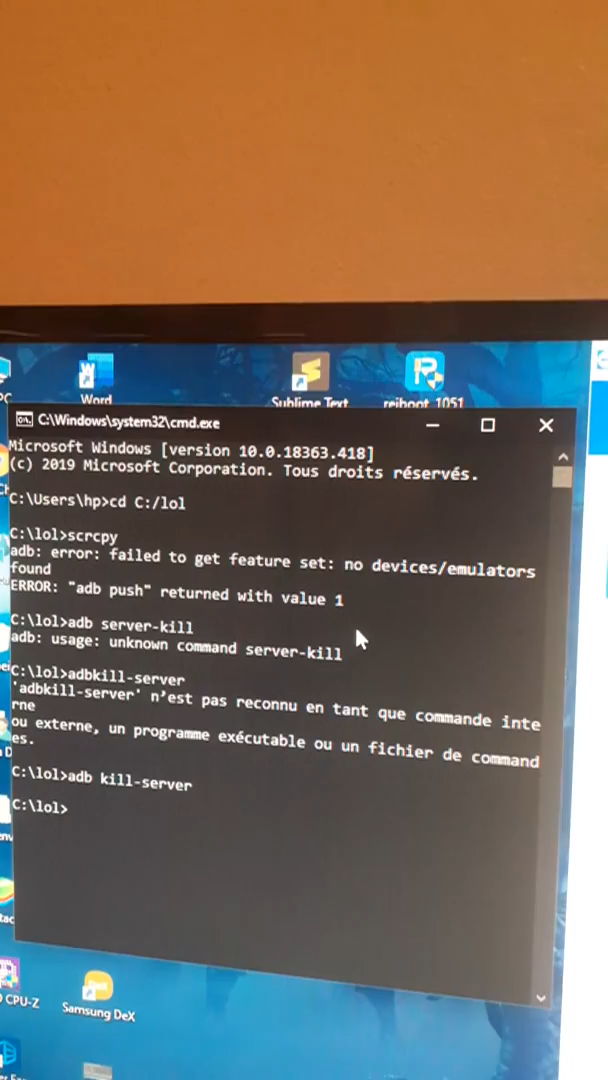 Word
Sublime Text
reiboot_1051
C:\Windows\system32\cmd.exe
Microsoft Windows [version 10.0.18363.418]
(c) 2019 Microsoft Corporation. Tous droits réservés.
C:\Users\hp>cd C:/lol
C:\lol>scrcpy
adb: error: failed to get feature set: no devices/emulators
found
ERROR: "adb push" returned with value 1
C:\lol>adb server-kill
adb: usage: unknown command server-kill
C:\lol>adbkill-server
'adbkill-server' n'est pas reconnu en tant que commande inte
rne
ou externe, un programme exécutable ou un fichier de command
es.
C:\lol>adb kill-server
C:\lol>
CPU-Z
Samsung DeX